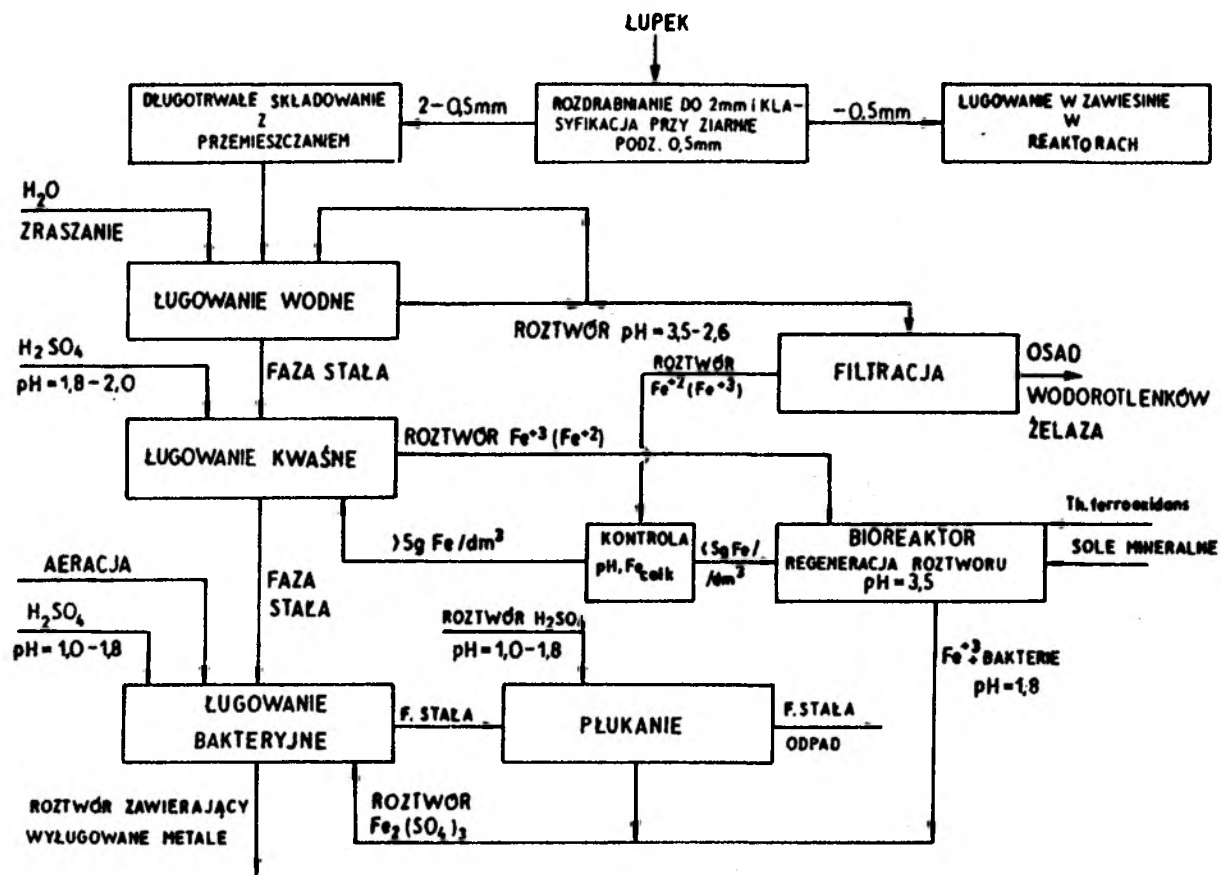 ŁUPEK
DŁUGOTRWAŁE SKŁADOWANIE
Z
PRZEMIESZCZANIEM
2-0,5mm
ROZDRABNIANIE DO 2mm i KLA-
SYFIKACJA PRZY ZIARNIE
PODZ. 0,5mm
-0,5mm
ŁUGOWANIE W ZAWIESINIE
W
REAKTORACH
H₂O
ZRASZANIE
ŁUGOWANIE WODNE
ROZTWÓR pH=3,5-2,6
FILTRACJA
OSAD
WODOROTLENKÓW
ŻELAZA
ROZTWÓR
Fe⁺²(Fe⁺³)
H₂SO₄
pH=1,8-2,0
FAZA STAŁA
ŁUGOWANIE KWAŚNE
ROZTWÓR Fe⁺³(Fe⁺²)
>5g Fe/dm³
KONTROLA
pH, Fe całk
<5g Fe/
/dm³
BIOREAKTOR
REGENERACJA ROZTWORU
pH=3,5
Th. ferrooxidans
SOLE MINERALNE
AERACJA
H₂SO₄
pH=1,0-1,8
FAZA
STAŁA
ROZTWÓR H₂SO₄
pH=1,0-1,8
Fe⁺³ + BAKTERIE
pH=1,8
ŁUGOWANIE
BAKTERYJNE
F. STAŁA
PŁUKANIE
F. STAŁA
ODPAD
ROZTWÓR ZAWIERAJĄCY
WYŁUGOWANE METALE
ROZTWÓR
Fe₂(SO₄)₃